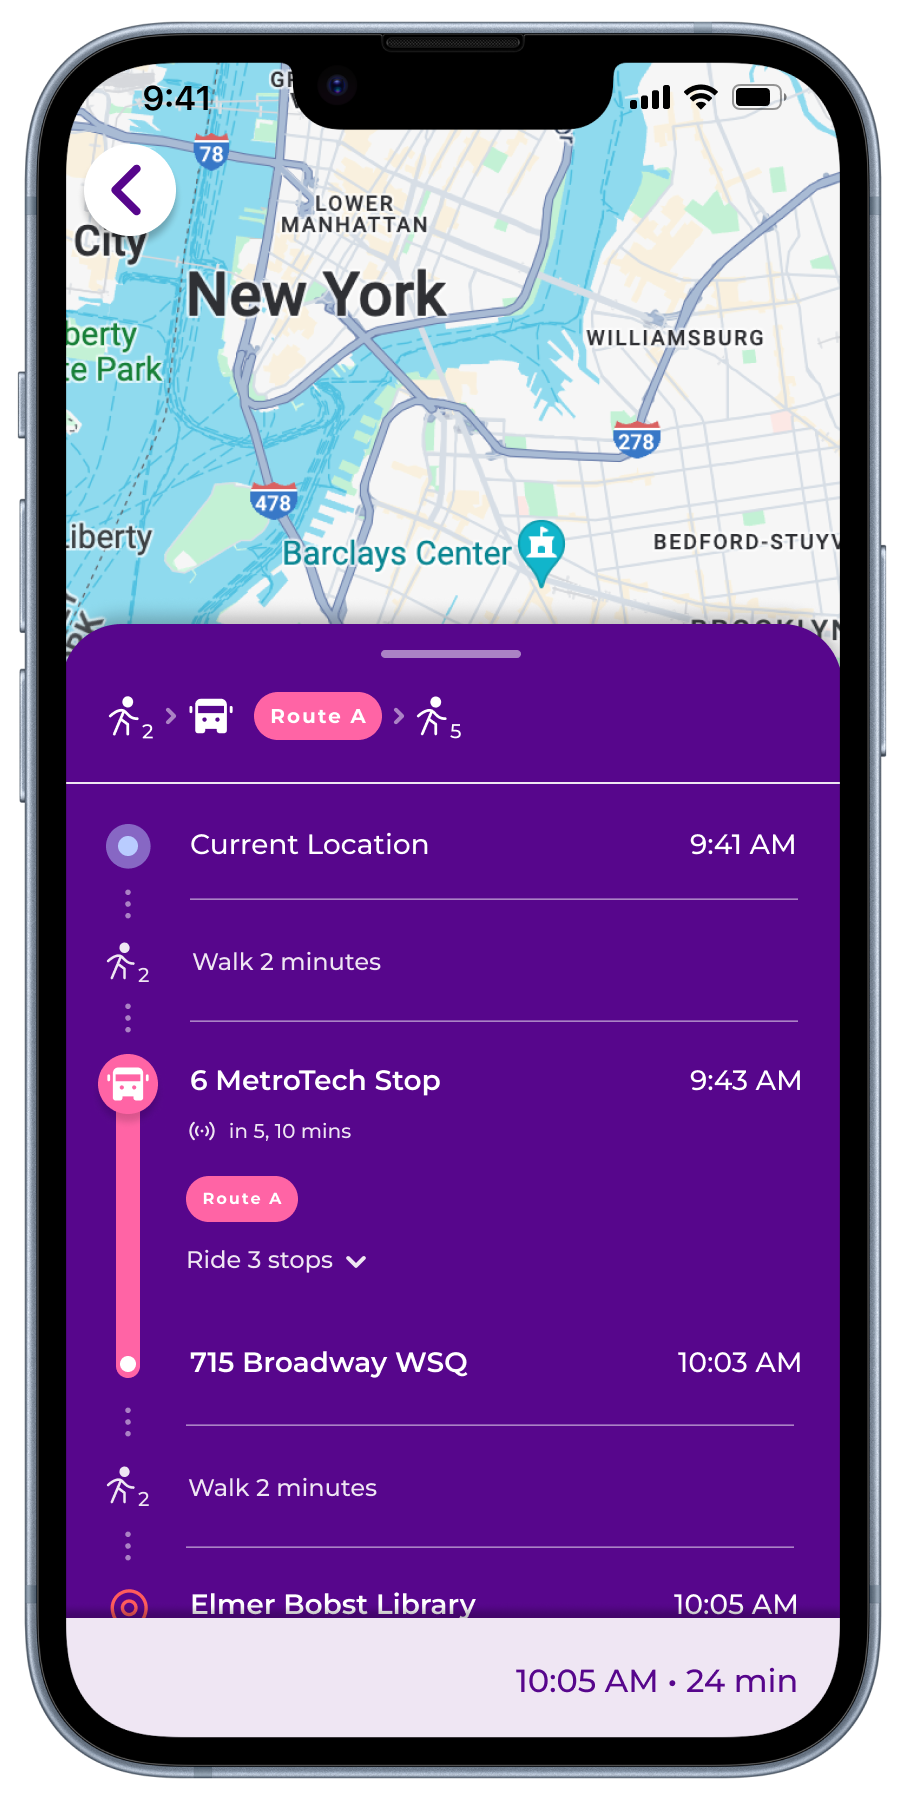 9:41
78
LOWER
MANHATTAN
City
New York
berty
te Park
WILLIAMSBURG
278
478
Liberty
Barclays Center
BEDFORD-STUYV
BROOKLYN
2 Route A 5
Current Location 9:41 AM
2 Walk 2 minutes
6 MetroTech Stop 9:43 AM
in 5, 10 mins
Route A
Ride 3 stops
715 Broadway WSQ 10:03 AM
2 Walk 2 minutes
Elmer Bobst Library 10:05 AM
10:05 AM • 24 min